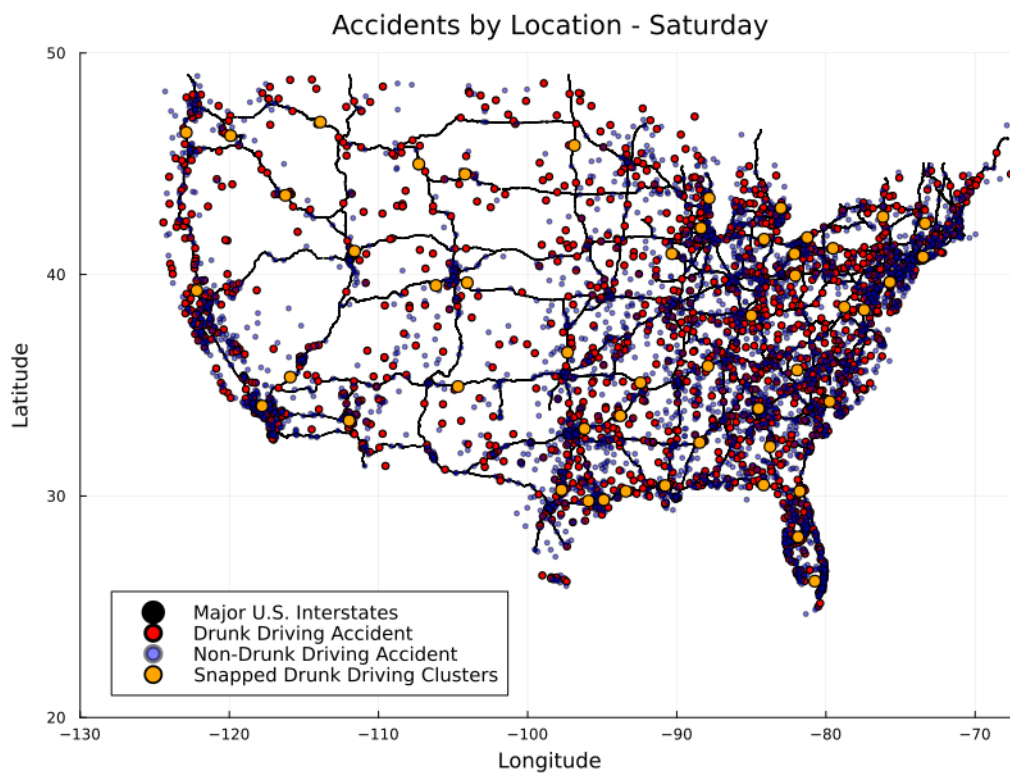 Accidents by Location - Saturday
50
40
30
20
Latitude
−130
−120
−110
−100
−90
−80
−70
Longitude
Major U.S. Interstates
Drunk Driving Accident
Non-Drunk Driving Accident
Snapped Drunk Driving Clusters